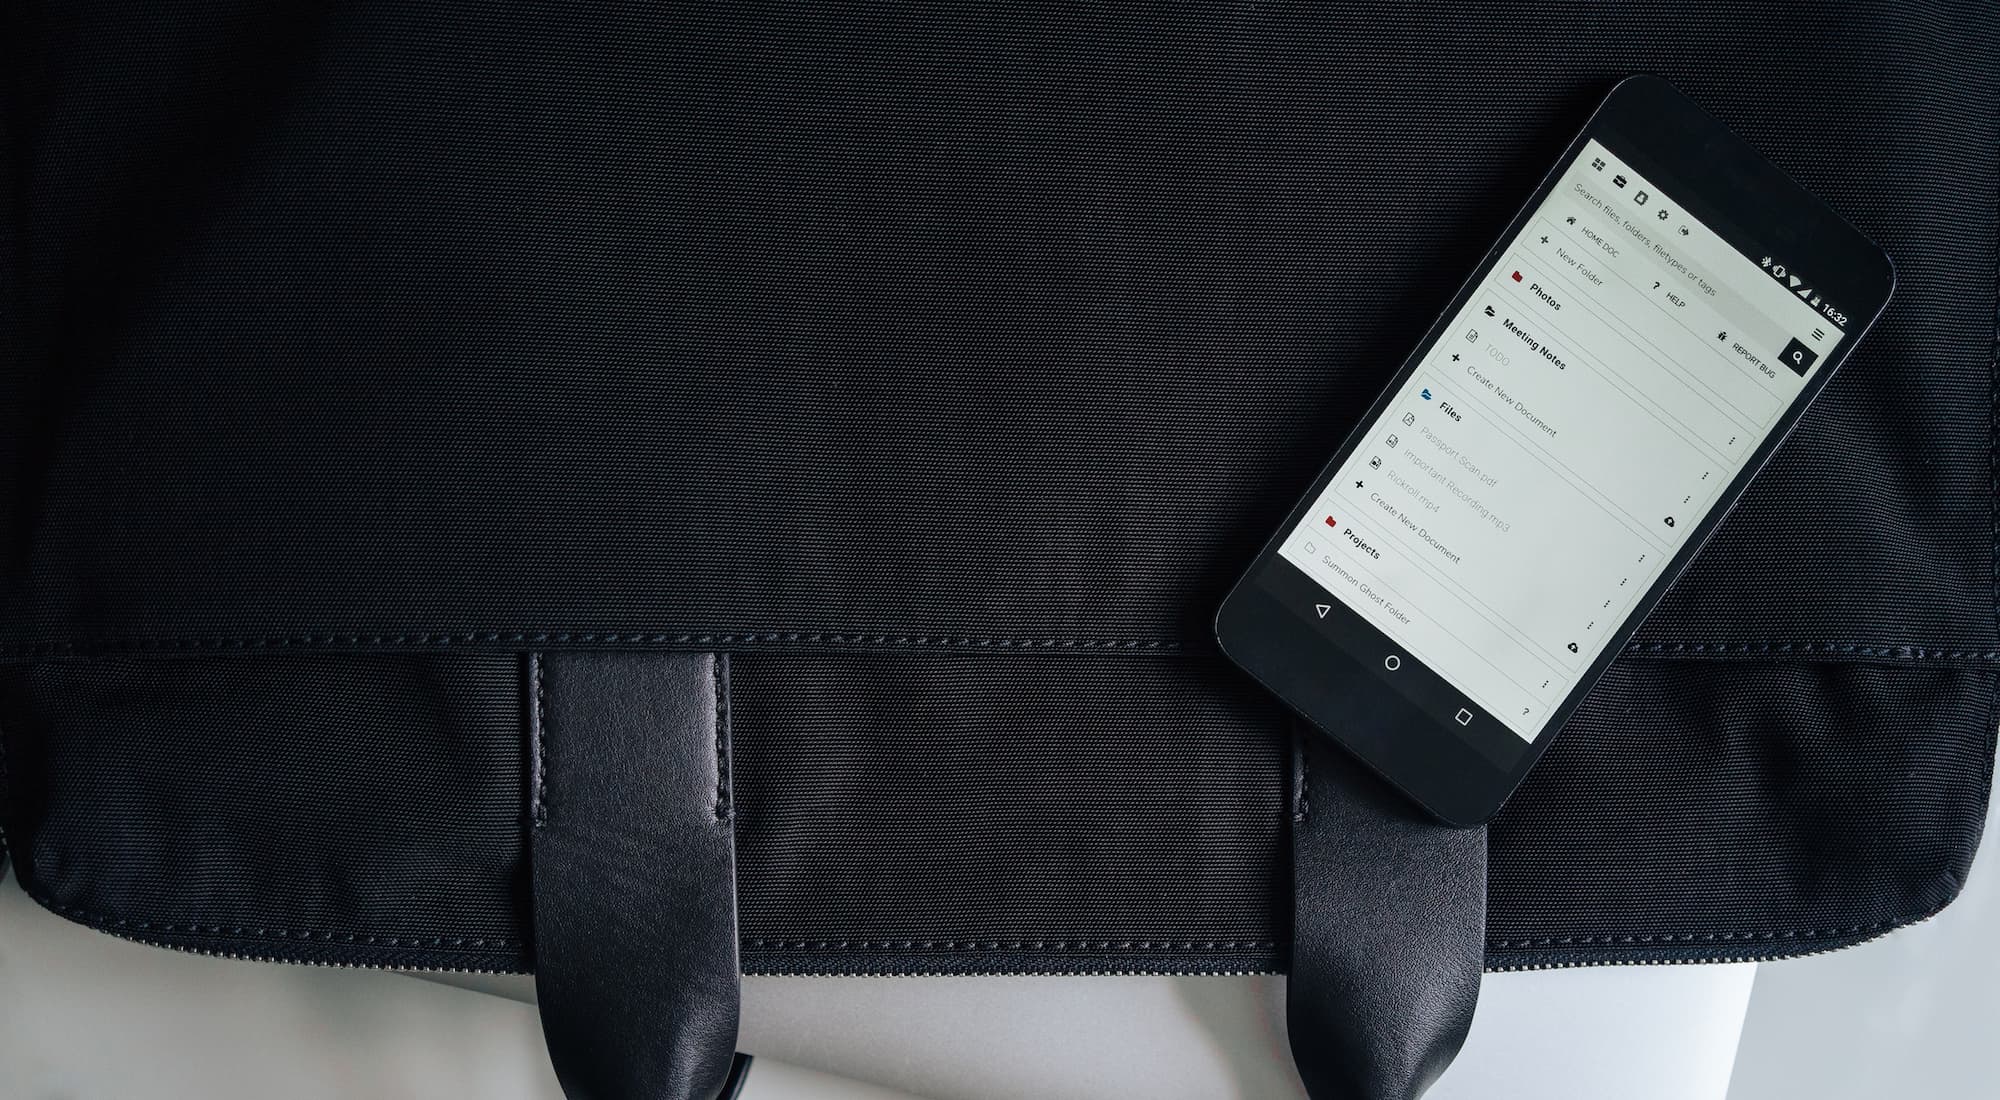 16:32
Search files, folders, filetypes or tags
HOME DOC
? HELP
REPORT BUG
+ New Folder
Photos
Meeting Notes
TODO
+ Create New Document
Files
Passport Scan.pdf
Important Recording.mp3
Rickroll.mp4
+ Create New Document
Projects
Summon Ghost Folder ?